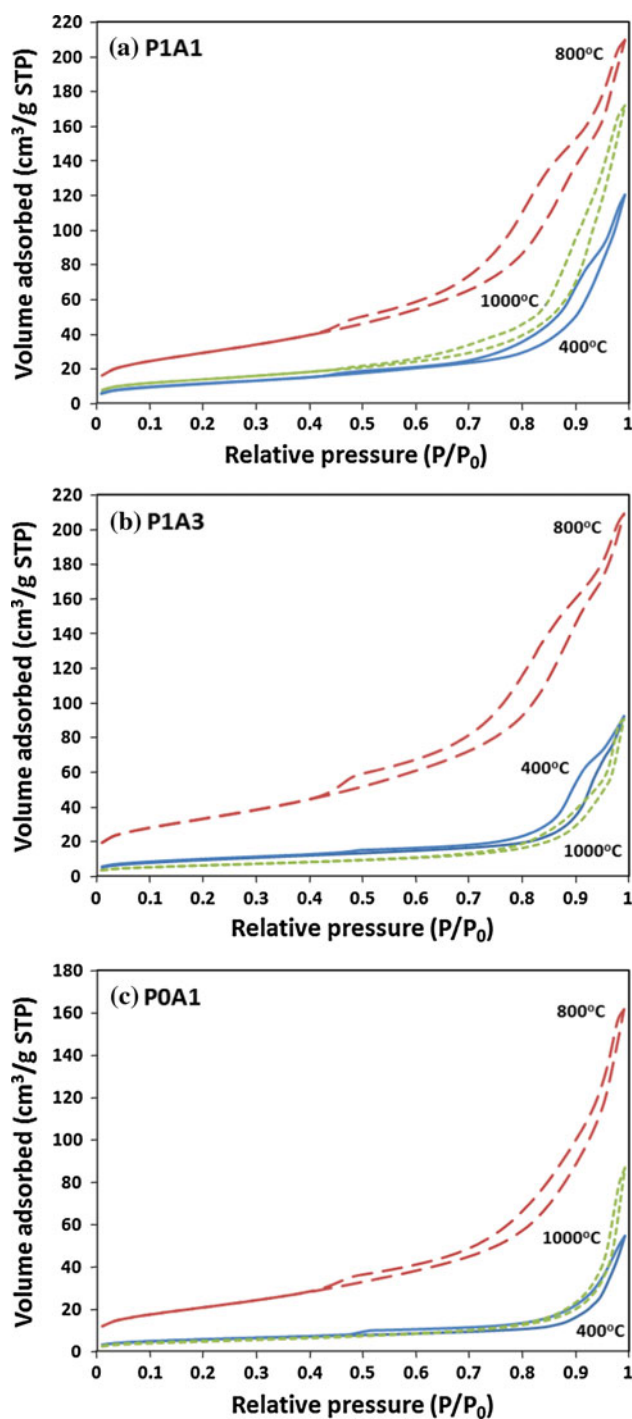 (a) P1A1
800°C
1000°C
400°C
Volume adsorbed (cm³/g STP)
220
200
180
160
140
120
100
80
60
40
20
0
0 0.1 0.2 0.3 0.4 0.5 0.6 0.7 0.8 0.9 1
Relative pressure (P/P₀)
(b) P1A3
800°C
400°C
1000°C
Volume adsorbed (cm³/g STP)
220
200
180
160
140
120
100
80
60
40
20
0
0 0.1 0.2 0.3 0.4 0.5 0.6 0.7 0.8 0.9 1
Relative pressure (P/P₀)
(c) P0A1
800°C
1000°C
400°C
Volume adsorbed (cm³/g STP)
180
160
140
120
100
80
60
40
20
0
0 0.1 0.2 0.3 0.4 0.5 0.6 0.7 0.8 0.9 1
Relative pressure (P/P₀)